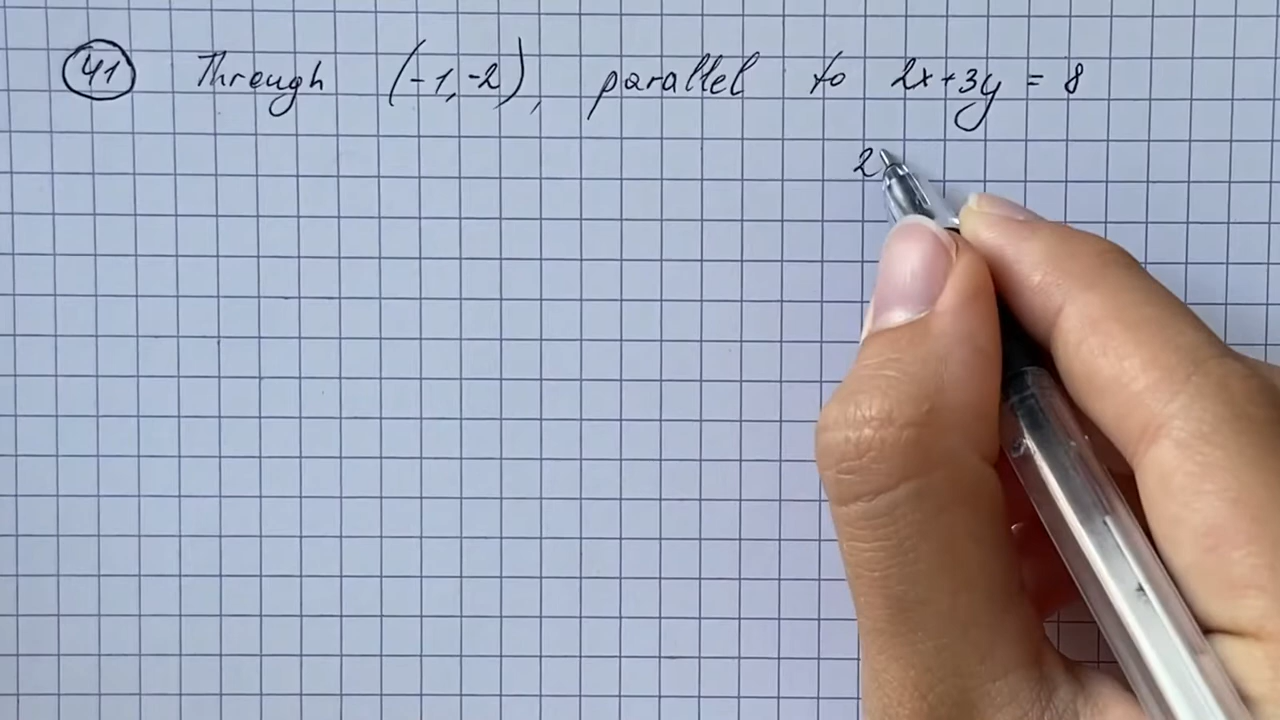 41 Through (-1,-2), parallel to 2x+3y = 8
2